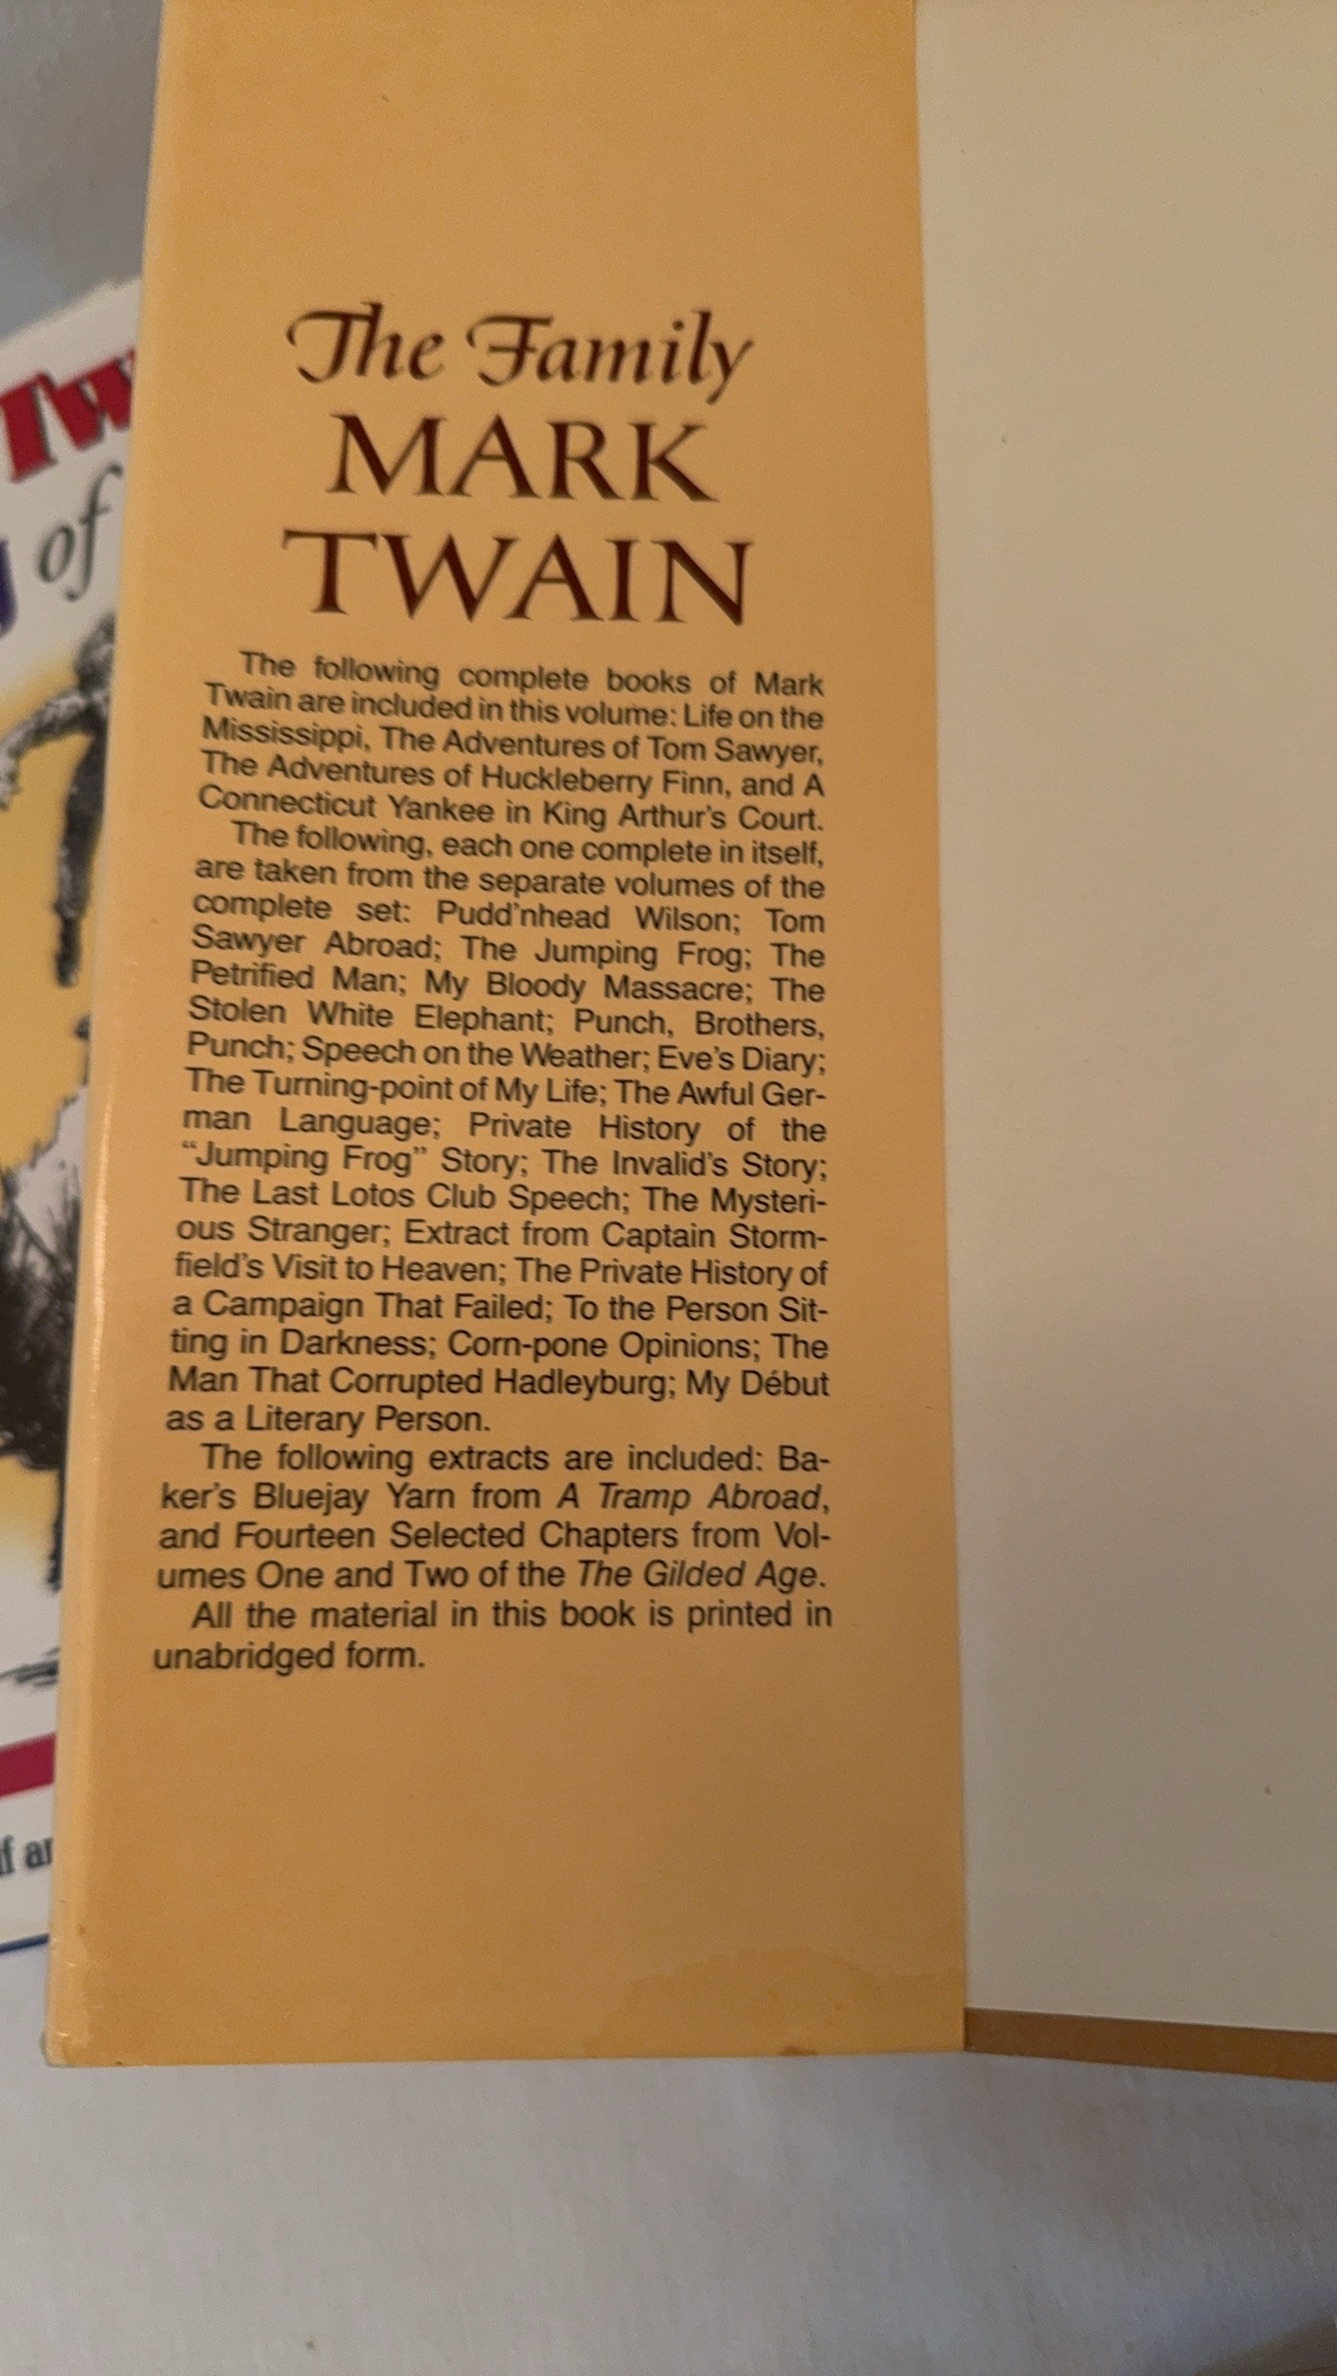 The Family
MARK
TWAIN
The following complete books of Mark
Twain are included in this volume: Life on the
Mississippi, The Adventures of Tom Sawyer,
The Adventures of Huckleberry Finn, and A
Connecticut Yankee in King Arthur's Court.
The following, each one complete in itself,
are taken from the separate volumes of the
complete set: Pudd'nhead Wilson; Tom
Sawyer Abroad; The Jumping Frog; The
Petrified Man; My Bloody Massacre; The
Stolen White Elephant; Punch, Brothers,
Punch; Speech on the Weather; Eve's Diary;
The Turning-point of My Life; The Awful Ger-
man Language; Private History of the
"Jumping Frog" Story; The Invalid's Story;
The Last Lotos Club Speech; The Mysteri-
ous Stranger; Extract from Captain Storm-
field's Visit to Heaven; The Private History of
a Campaign That Failed; To the Person Sit-
ting in Darkness; Corn-pone Opinions; The
Man That Corrupted Hadleyburg; My Début
as a Literary Person.
The following extracts are included: Ba-
ker's Bluejay Yarn from A Tramp Abroad,
and Fourteen Selected Chapters from Vol-
umes One and Two of the The Gilded Age.
All the material in this book is printed in
unabridged form.
Tw
of